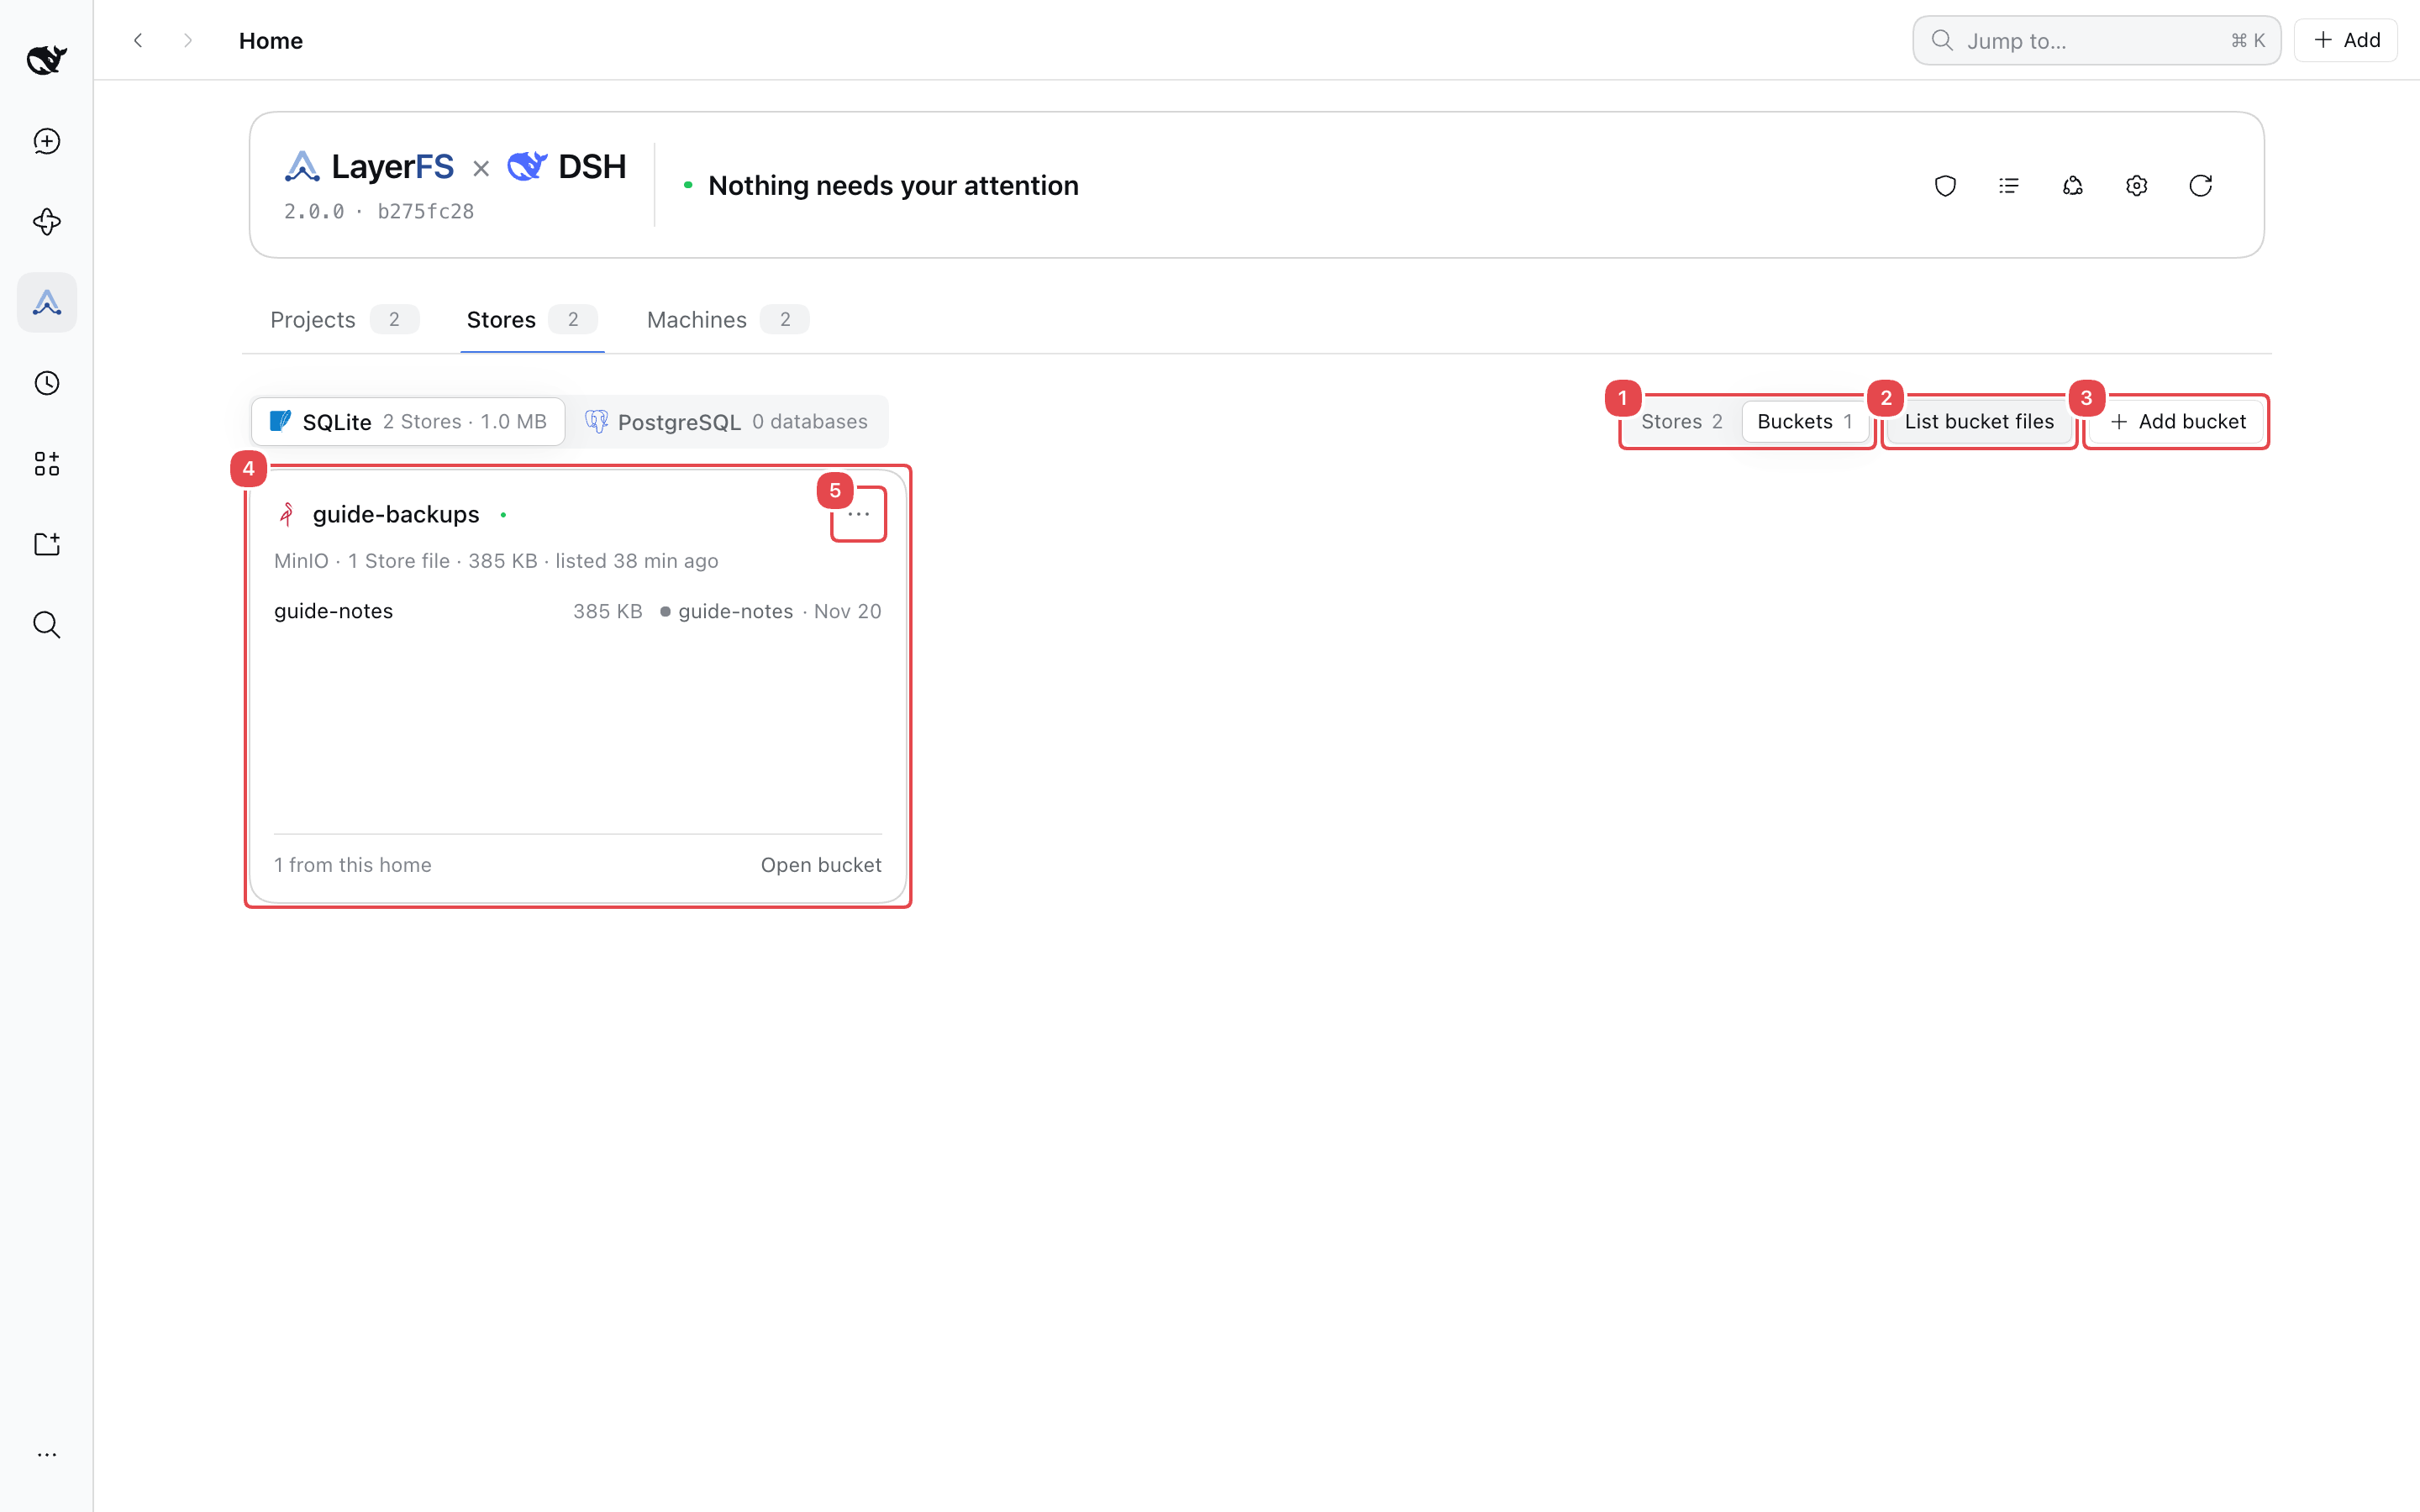 Home
Jump to... ⌘ K
+ Add
LayerFS × DSH
2.0.0 · b275fc28
Nothing needs your attention
Projects 2
Stores 2
Machines 2
SQLite 2 Stores · 1.0 MB
PostgreSQL 0 databases
1
Stores 2
Buckets 1
2
List bucket files
3
+ Add bucket
4
guide-backups
5
...
MinIO · 1 Store file · 385 KB · listed 38 min ago
guide-notes 385 KB guide-notes · Nov 20
1 from this home
Open bucket